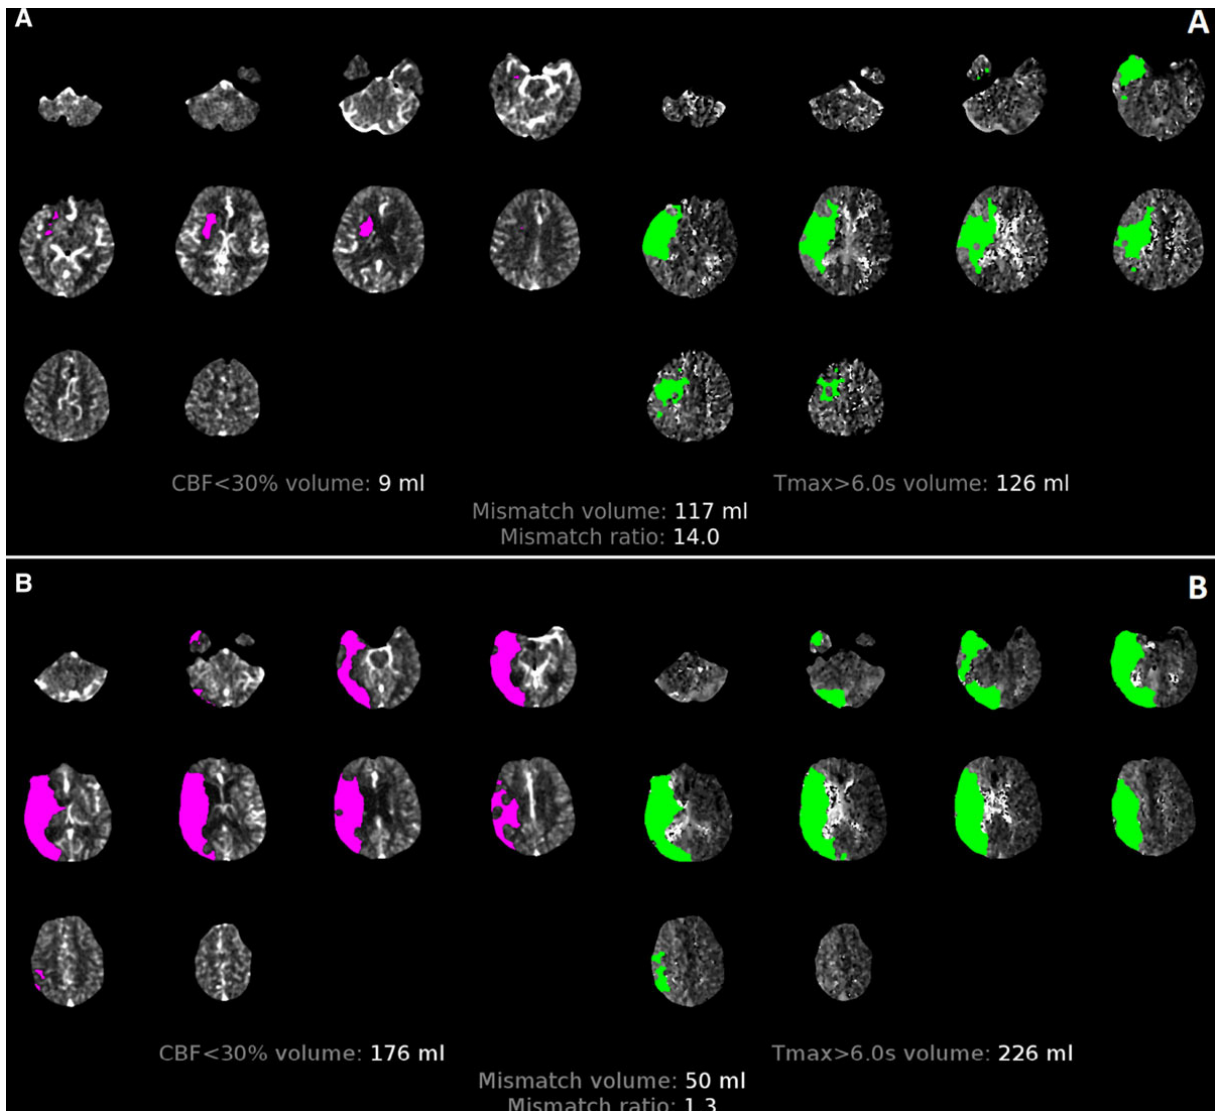 A A
CBF<30% volume: 9 ml Tmax>6.0s volume: 126 ml
Mismatch volume: 117 ml
Mismatch ratio: 14.0
B B
CBF<30% volume: 176 ml Tmax>6.0s volume: 226 ml
Mismatch volume: 50 ml
Mismatch ratio: 1.3